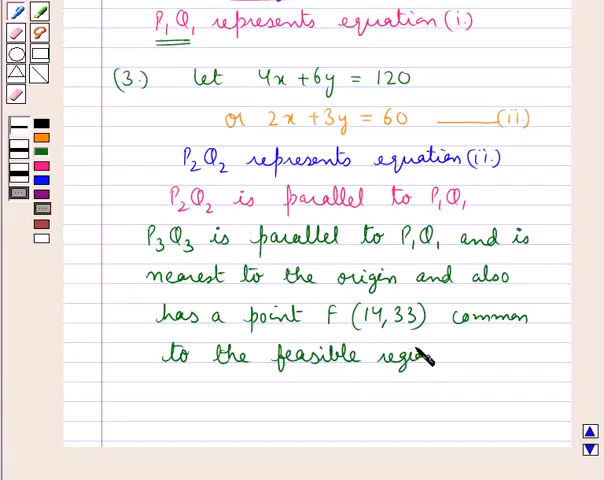 P₁Q₁ represents equation (i.)
(3.) let 4x + 6y = 120
or 2x + 3y = 60 ——— (ii.)
P₂Q₂ represents equation (ii.)
P₂Q₂ is parallel to P₁Q₁
P₃Q₃ is parallel to P₁Q₁ and is
nearest to the origin and also
has a point F (14, 33) common
to the feasible regi